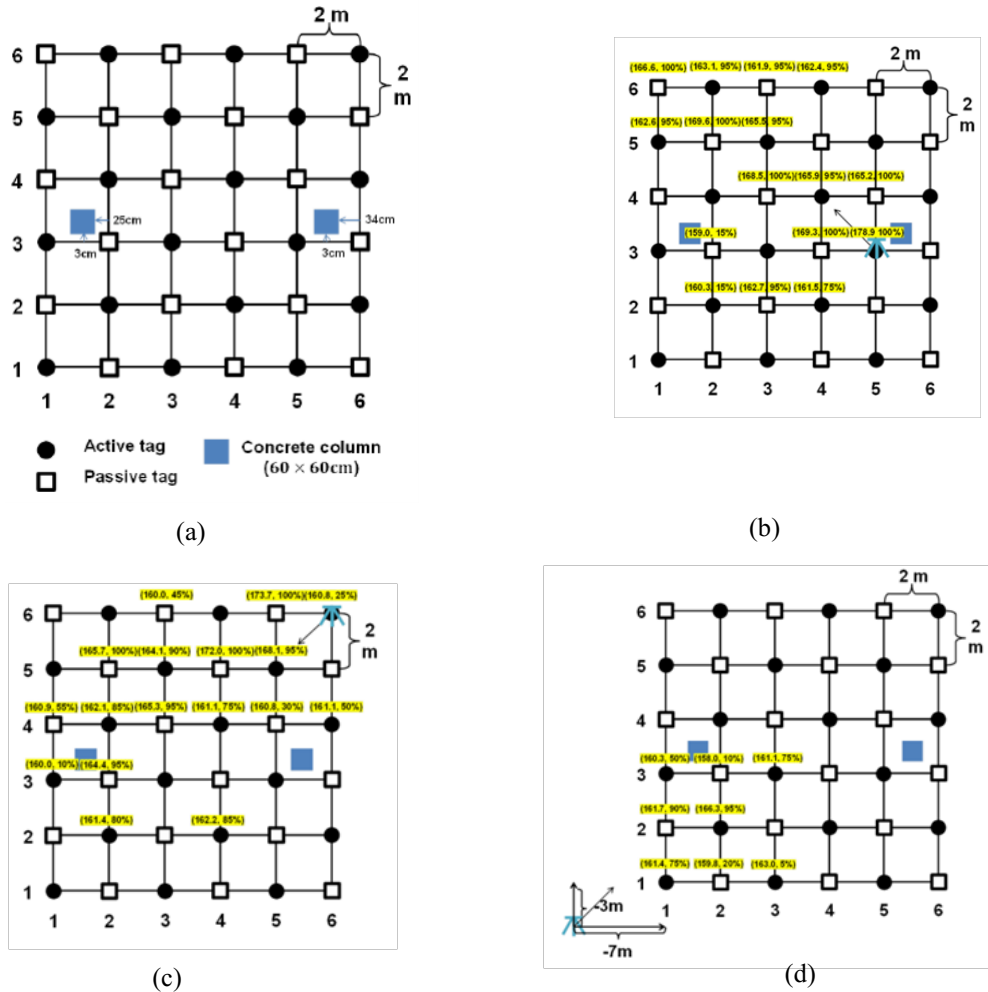 2 m
6
2
m
5
4
25cm
34cm
3
3cm
3cm
2
1
1 2 3 4 5 6
Active tag
Passive tag
Concrete column
(60 × 60cm)
(a)
(166.6, 100%) (163.1, 95%) (161.9, 95%) (162.4, 95%)
2 m
6
2
m
(162.6, 95%) (169.6, 100%) (165.5, 95%)
5
(168.5, 100%) (165.9, 95%) (165.2, 100%)
4
(159.0, 15%) (169.3, 100%) (178.9 100%)
3
(160.3, 15%) (162.7, 95%) (161.5, 75%)
2
1
1 2 3 4 5 6
(b)
(160.0, 45%) (173.7, 100%) (160.8, 25%)
6
2
m
(165.7, 100%) (164.1, 90%) (172.0, 100%) (168.1, 95%)
5
(160.9, 55%) (162.1, 85%) (165.3, 95%) (161.1, 75%) (160.8, 30%) (161.1, 50%)
4
(160.0, 10%) (164.4, 95%)
3
(161.4, 80%) (162.2, 85%)
2
1
1 2 3 4 5 6
(c)
2 m
6
2
m
5
4
(160.3, 50%) (158.0, 10%) (161.1, 75%)
3
(161.7, 90%) (166.3, 95%)
2
(161.4, 75%) (159.8, 20%) (163.0, 5%)
1
1 2 3 4 5 6
-3m
-7m
(d)